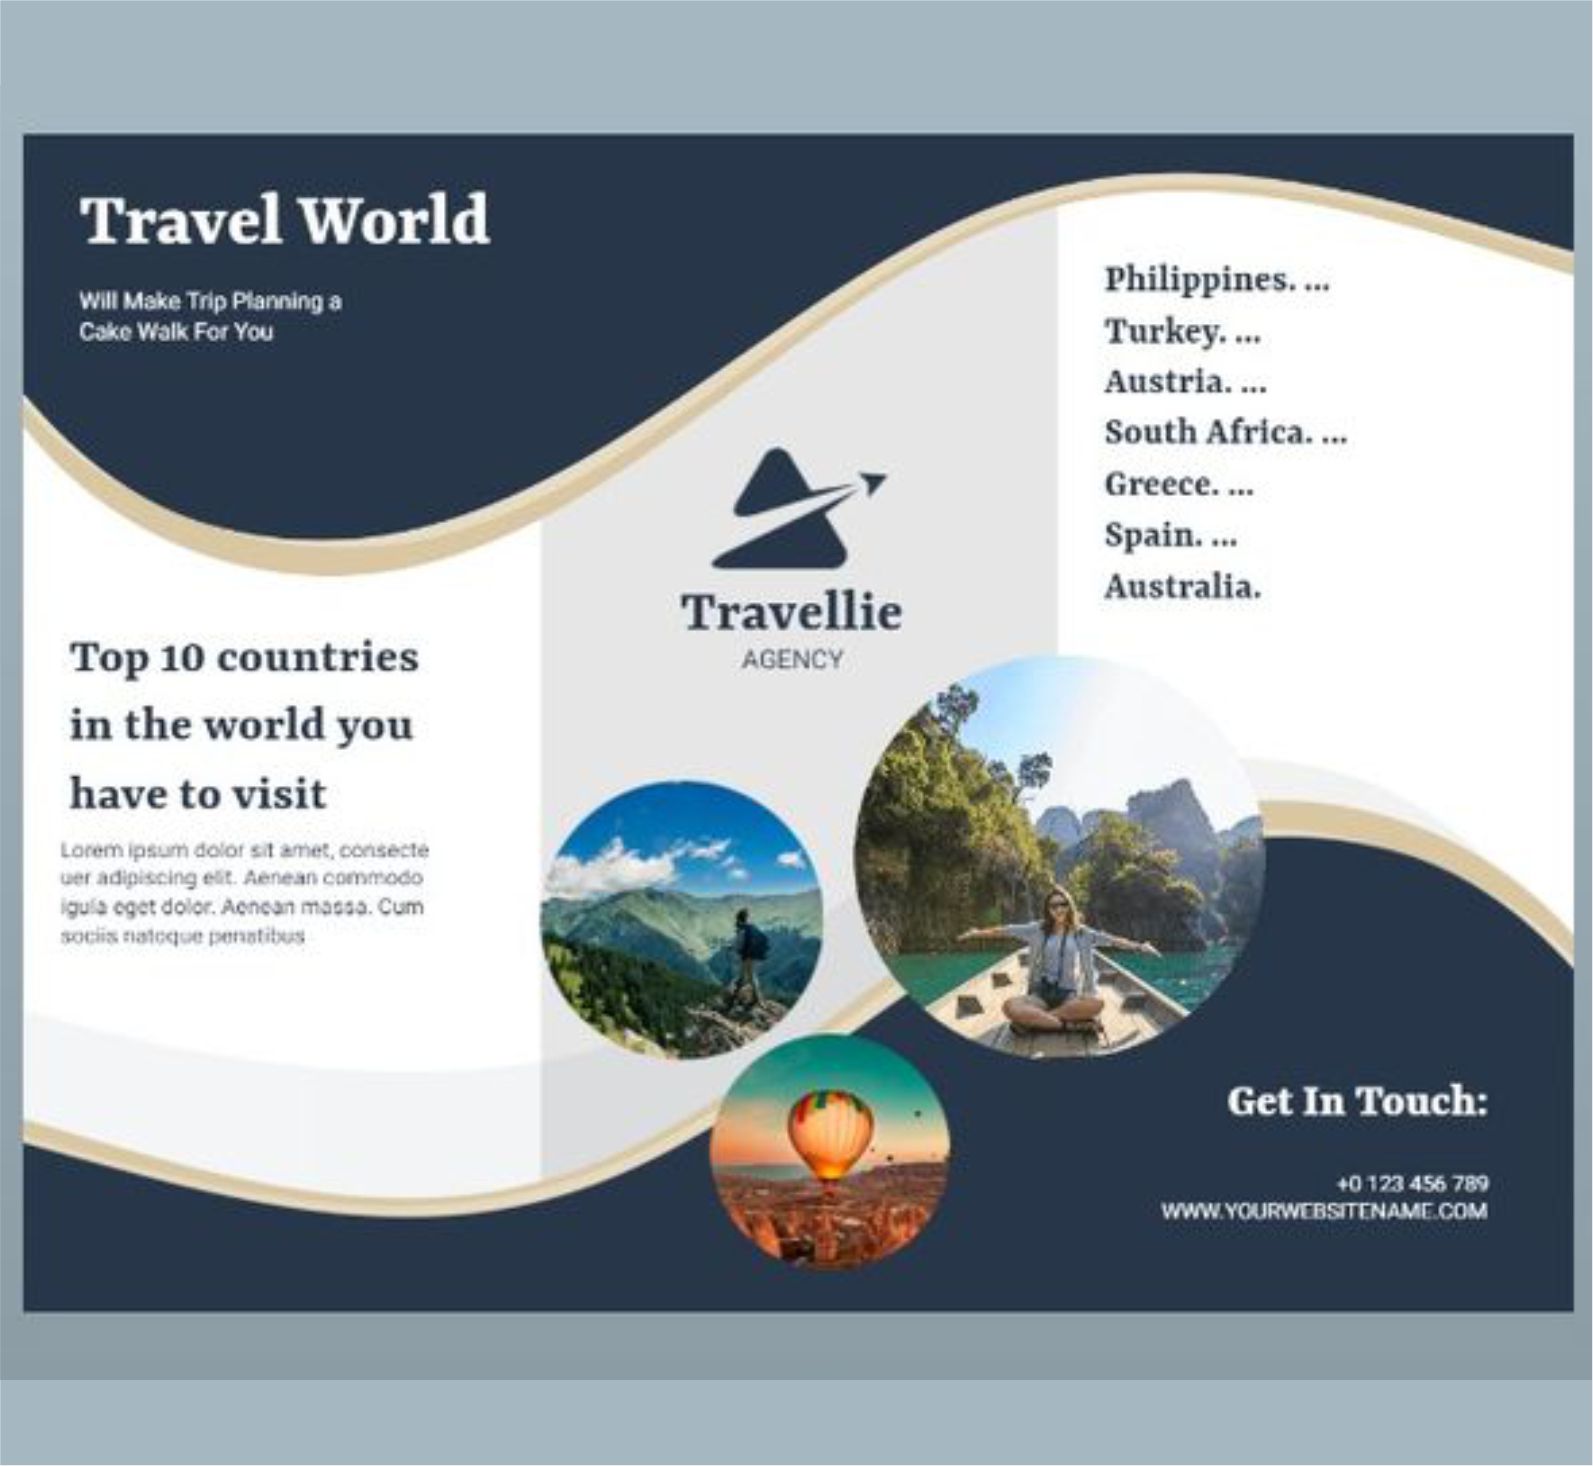 Travel World
Will Make Trip Planning a
Cake Walk For You
Top 10 countries
in the world you
have to visit
Lorem ipsum dolor sit amet, consecte
uer adipiscing elit. Aenean commodo
igula eget dolor. Aenean massa. Cum
sociis natoque penatibus
Travellie
AGENCY
Philippines. ...
Turkey. ...
Austria. ...
South Africa. ...
Greece. ...
Spain. ...
Australia.
Get In Touch:
+0 123 456 789
WWW.YOURWEBSITENAME.COM